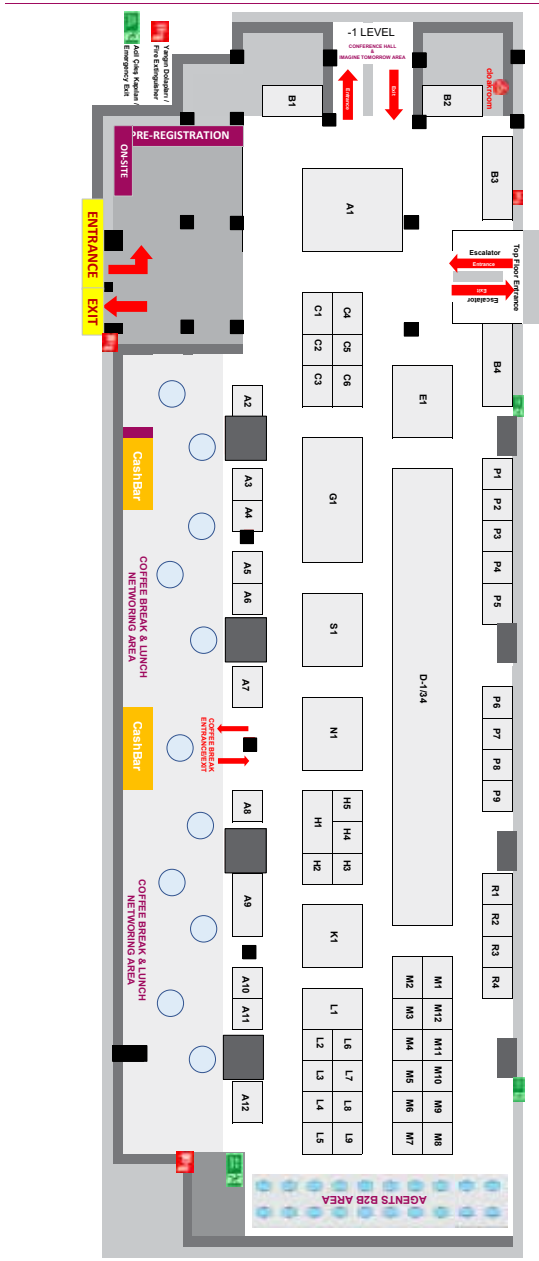 -1 LEVEL
CONFERENCE HALL
&
IMAGINE TOMORROW AREA
Entrance
Exit
Acil Çıkış Kapıları /
Emergency Exit
Yangın Dolapları /
Fire Extinguisher
cloakroom
B1
B2
B3
PRE-REGISTRATION
ON-SITE
ENTRANCE
EXIT
A1
Top Floor Entrance
Escalator
Entrance
Exit
Escalator
B4
C1
C4
C2
C5
C3
C6
E1
A2
A3
A4
A5
A6
A7
A8
A9
A10
A11
A12
G1
S1
N1
D-1/34
P1
P2
P3
P4
P5
P6
P7
P8
P9
R1
R2
R3
R4
CashBar
COFFEE BREAK & LUNCH
NETWORING AREA
CashBar
COFFEE BREAK
ENTRANCE/EXIT
COFFEE BREAK & LUNCH
NETWORING AREA
H1
H5
H4
H2
H3
K1
L1
L2
L6
L3
L7
L4
L8
L5
L9
M2
M1
M3
M12
M4
M11
M5
M10
M6
M9
M7
M8
AGENTS B2B AREA